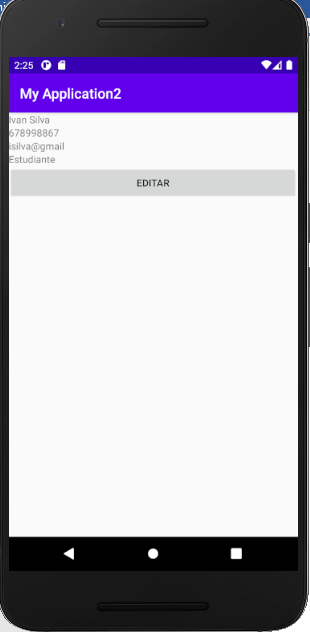 2:25
My Application2
Ivan Silva
678998867
isilva@gmail
Estudiante
EDITAR